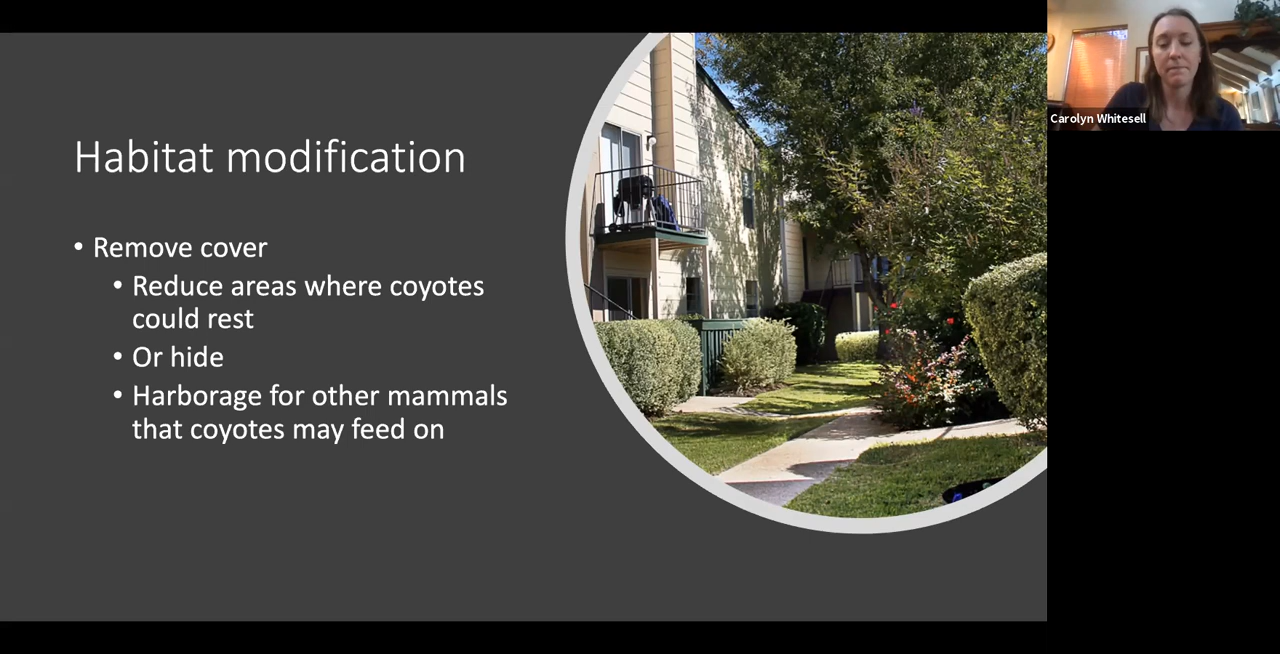 Habitat modification
• Remove cover
• Reduce areas where coyotes
could rest
• Or hide
• Harborage for other mammals
that coyotes may feed on
Carolyn Whitesell